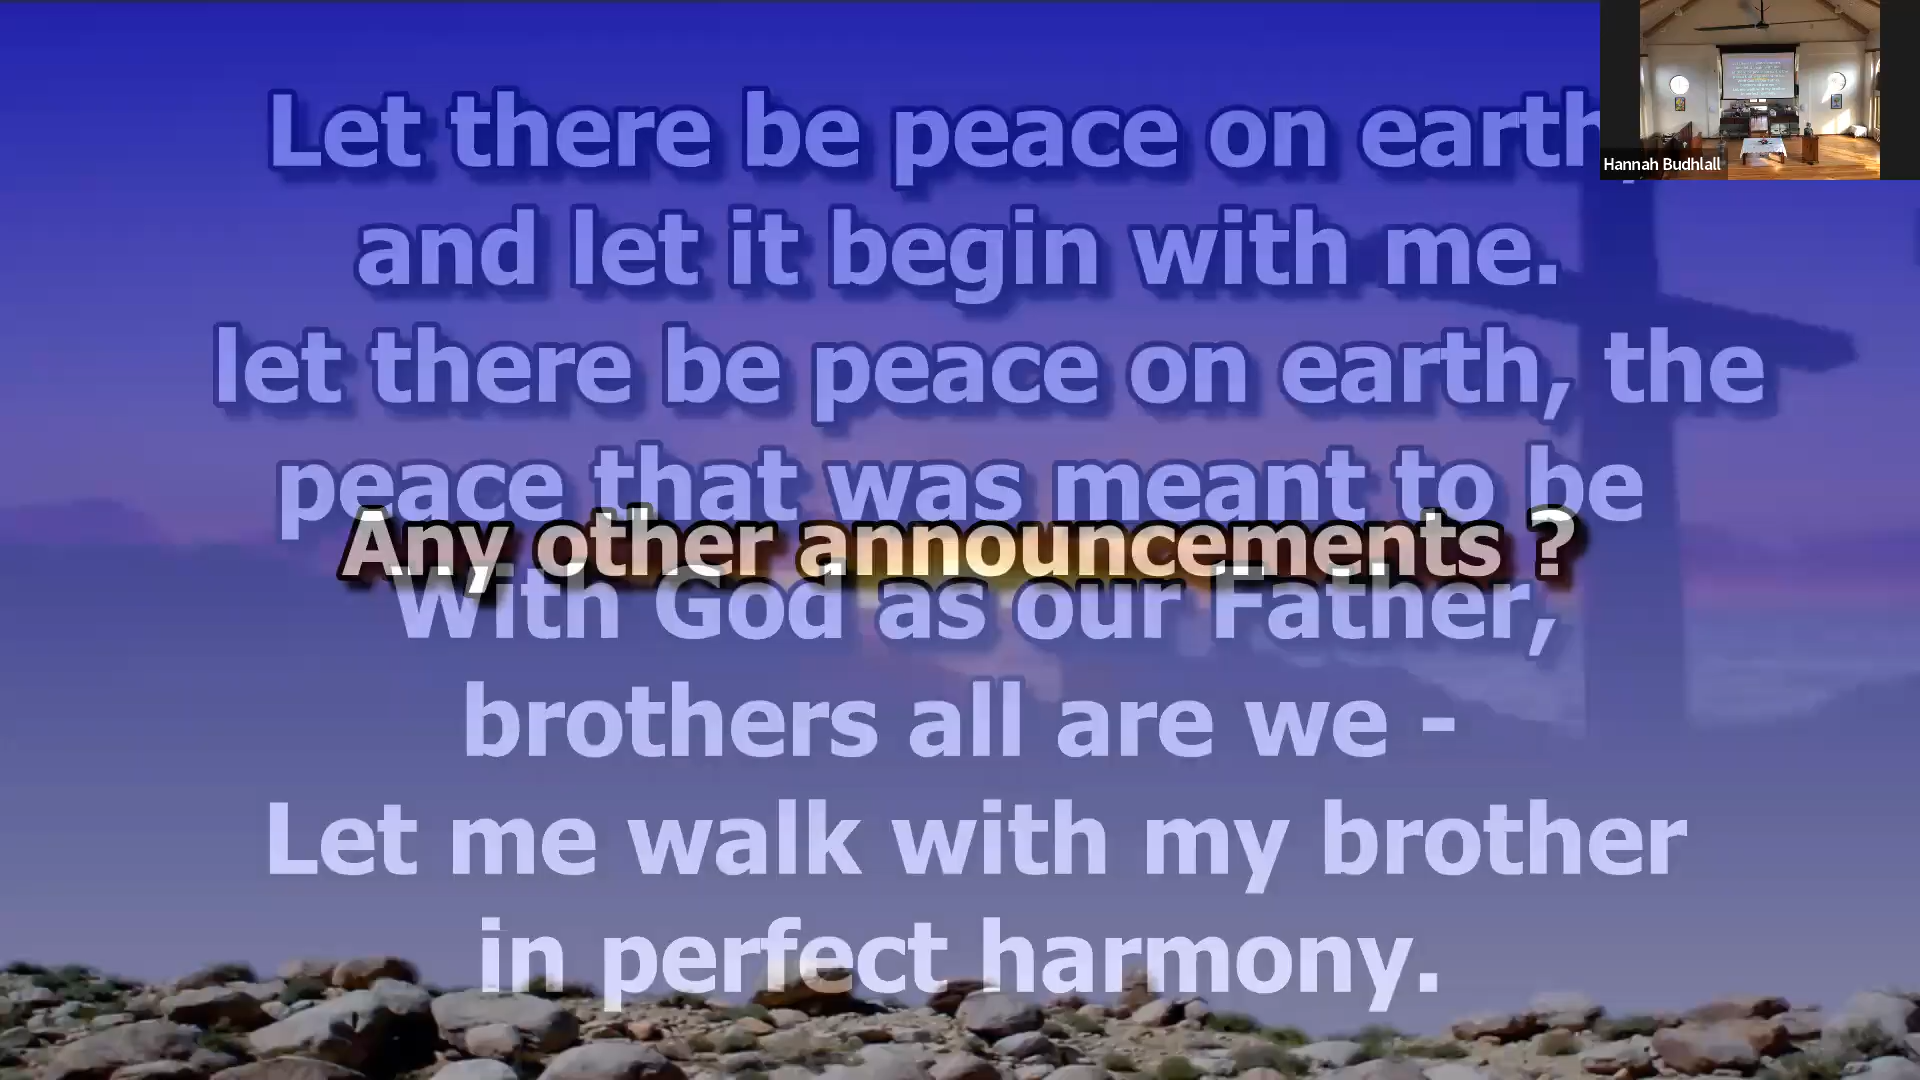 Let there be peace on earth,
and let it begin with me.
let there be peace on earth, the
peace that was meant to be
Any other announcements ?
With God as our Father,
brothers all are we -
Let me walk with my brother
in perfect harmony.
Hannah Budhlall